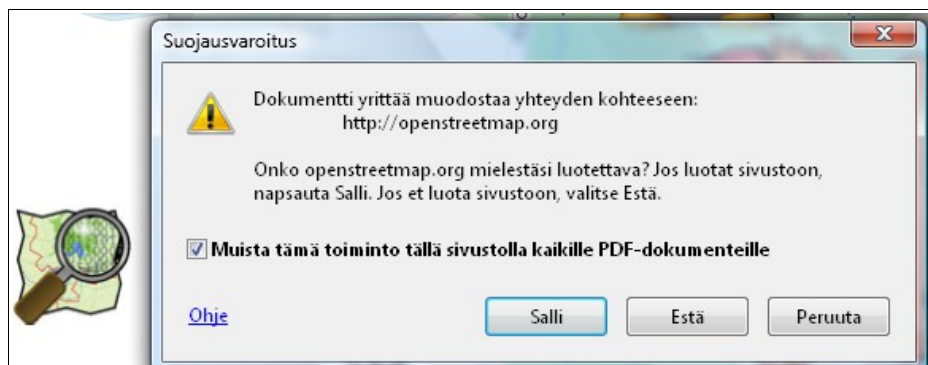 Suojausvaroitus
Dokumentti yrittää muodostaa yhteyden kohteeseen:
http://openstreetmap.org
Onko openstreetmap.org mielestäsi luotettava? Jos luotat sivustoon,
napsauta Salli. Jos et luota sivustoon, valitse Estä.
Muista tämä toiminto tällä sivustolla kaikille PDF-dokumenteille
Ohje
Salli
Estä
Peruuta